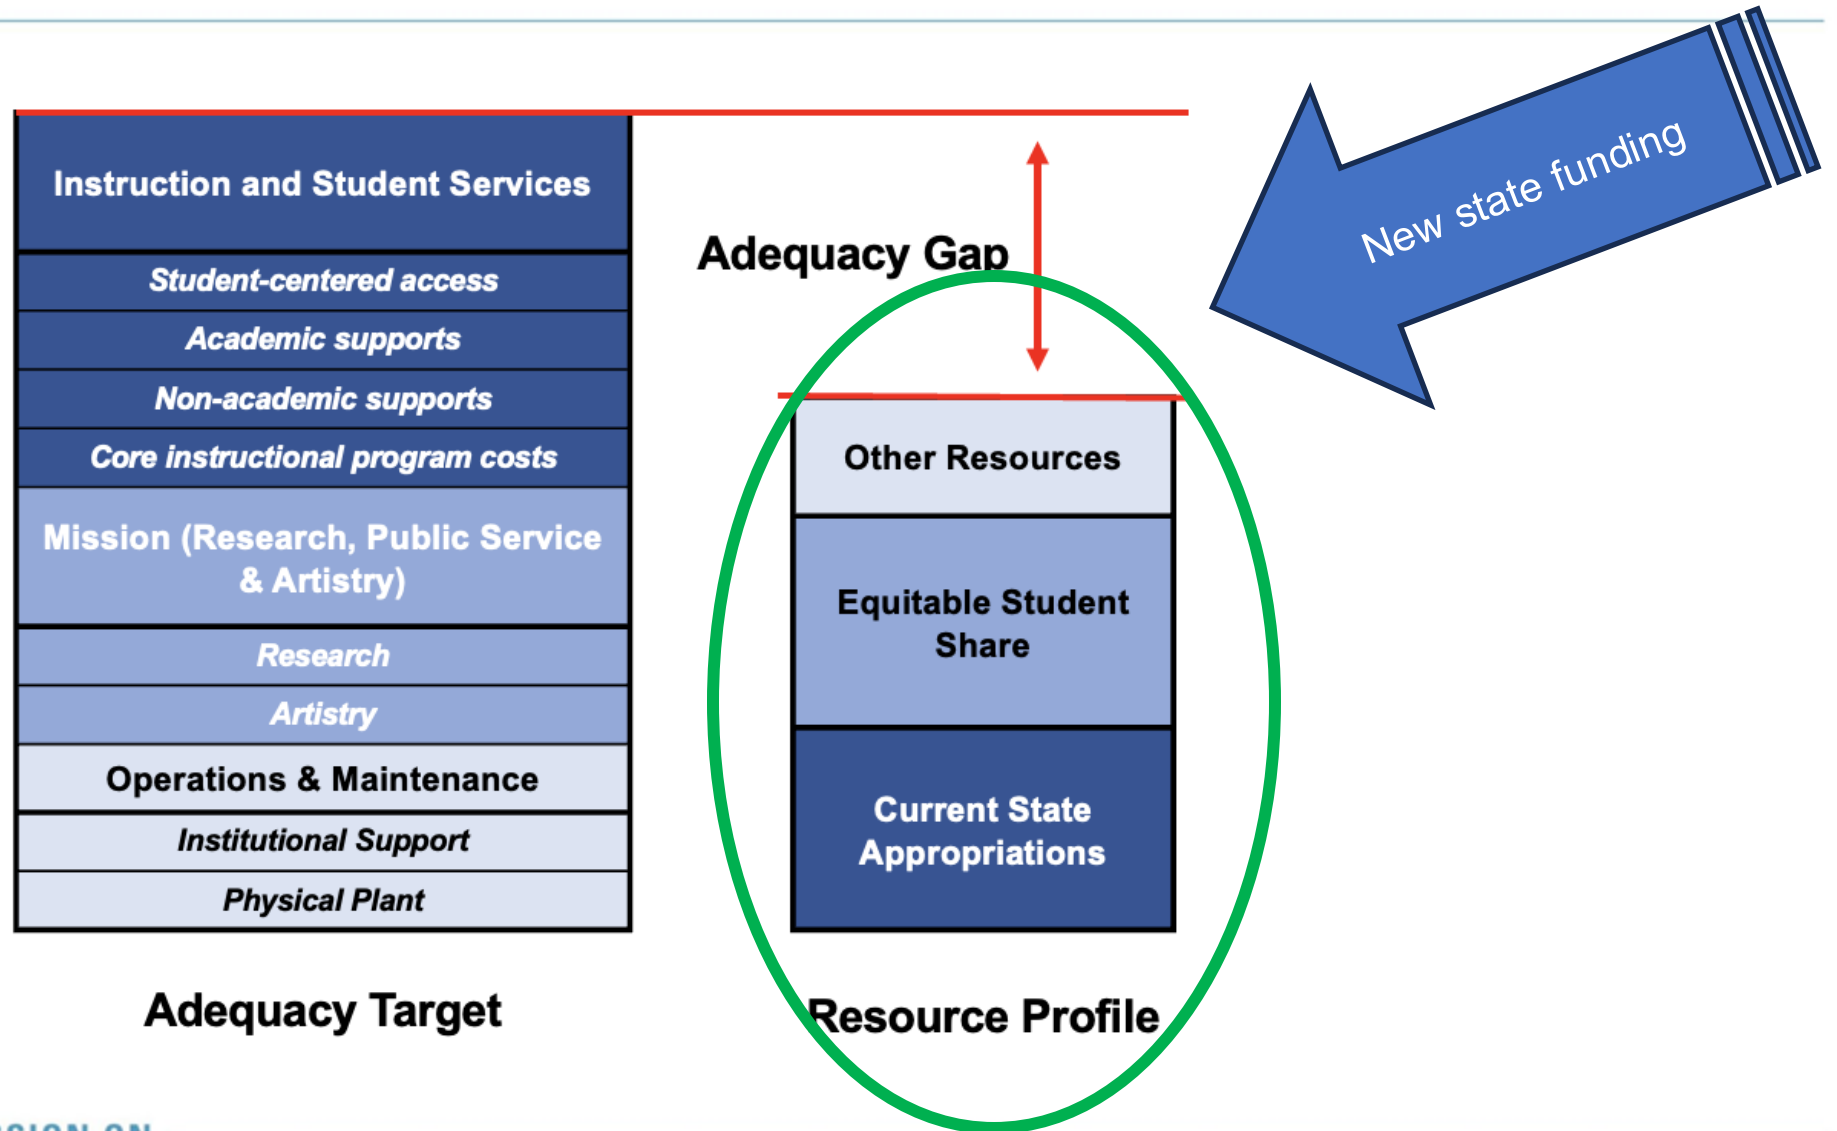 Instruction and Student Services
Student-centered access
Academic supports
Non-academic supports
Core instructional program costs
Mission (Research, Public Service
& Artistry)
Research
Artistry
Operations & Maintenance
Institutional Support
Physical Plant
Adequacy Target
Adequacy Gap
Other Resources
Equitable Student
Share
Current State
Appropriations
Resource Profile
New state funding